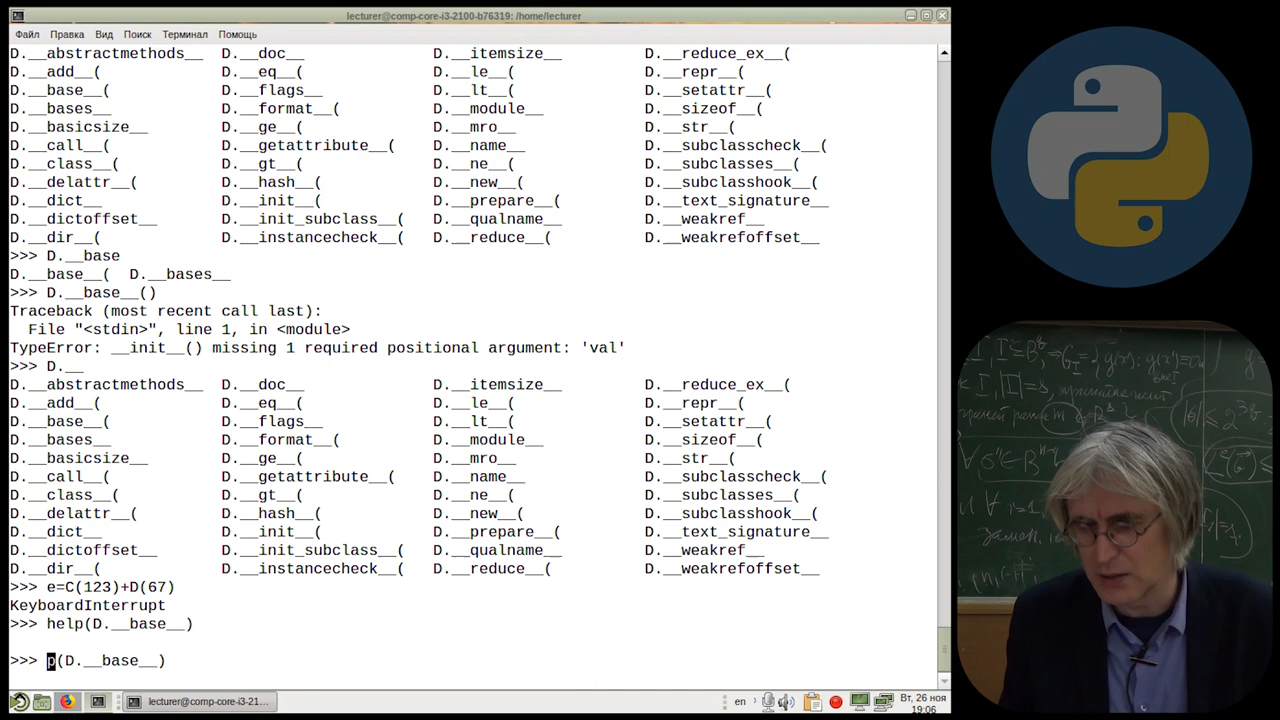 lecturer@comp-core-i3-2100-b76319: /home/lecturer
Файл Правка Вид Поиск Терминал Помощь
D.__abstractmethods__ D.__doc__ D.__itemsize__ D.__reduce_ex__(
D.__add__( D.__eq__( D.__le__( D.__repr__(
D.__base__( D.__flags__ D.__lt__( D.__setattr__(
D.__bases__ D.__format__( D.__module__ D.__sizeof__(
D.__basicsize__ D.__ge__( D.__mro__ D.__str__(
D.__call__( D.__getattribute__( D.__name__ D.__subclasscheck__(
D.__class__( D.__gt__( D.__ne__( D.__subclasses__(
D.__delattr__( D.__hash__( D.__new__( D.__subclasshook__(
D.__dict__ D.__init__( D.__prepare__( D.__text_signature__
D.__dictoffset__ D.__init_subclass__( D.__qualname__ D.__weakref__
D.__dir__( D.__instancecheck__( D.__reduce__( D.__weakrefoffset__
>>> D.__base
D.__base__( D.__bases__
>>> D.__base__()
Traceback (most recent call last):
File "<stdin>", line 1, in <module>
TypeError: __init__() missing 1 required positional argument: 'val'
>>> D.__
D.__abstractmethods__ D.__doc__ D.__itemsize__ D.__reduce_ex__(
D.__add__( D.__eq__( D.__le__( D.__repr__(
D.__base__( D.__flags__ D.__lt__( D.__setattr__(
D.__bases__ D.__format__( D.__module__ D.__sizeof__(
D.__basicsize__ D.__ge__( D.__mro__ D.__str__(
D.__call__( D.__getattribute__( D.__name__ D.__subclasscheck__(
D.__class__( D.__gt__( D.__ne__( D.__subclasses__(
D.__delattr__( D.__hash__( D.__new__( D.__subclasshook__(
D.__dict__ D.__init__( D.__prepare__( D.__text_signature__
D.__dictoffset__ D.__init_subclass__( D.__qualname__ D.__weakref__
D.__dir__( D.__instancecheck__( D.__reduce__( D.__weakrefoffset__
>>> e=C(123)+D(67)
KeyboardInterrupt
>>> help(D.__base__)
>>> p(D.__base__)
lecturer@comp-core-i3-21...
en
Вт, 26 ноя
19:06